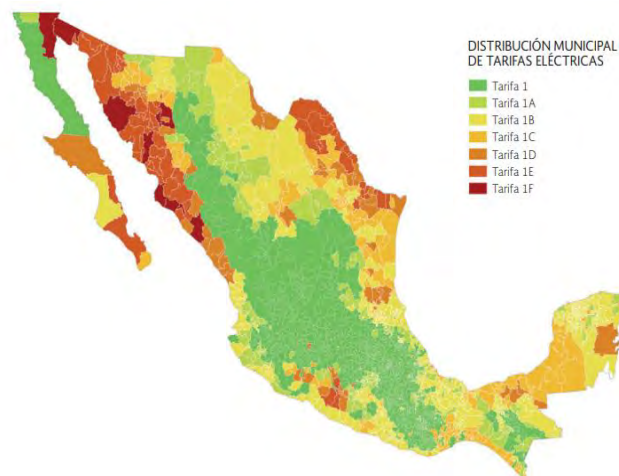 DISTRIBUCIÓN MUNICIPAL
DE TARIFAS ELÉCTRICAS
Tarifa 1
Tarifa 1A
Tarifa 1B
Tarifa 1C
Tarifa 1D
Tarifa 1E
Tarifa 1F